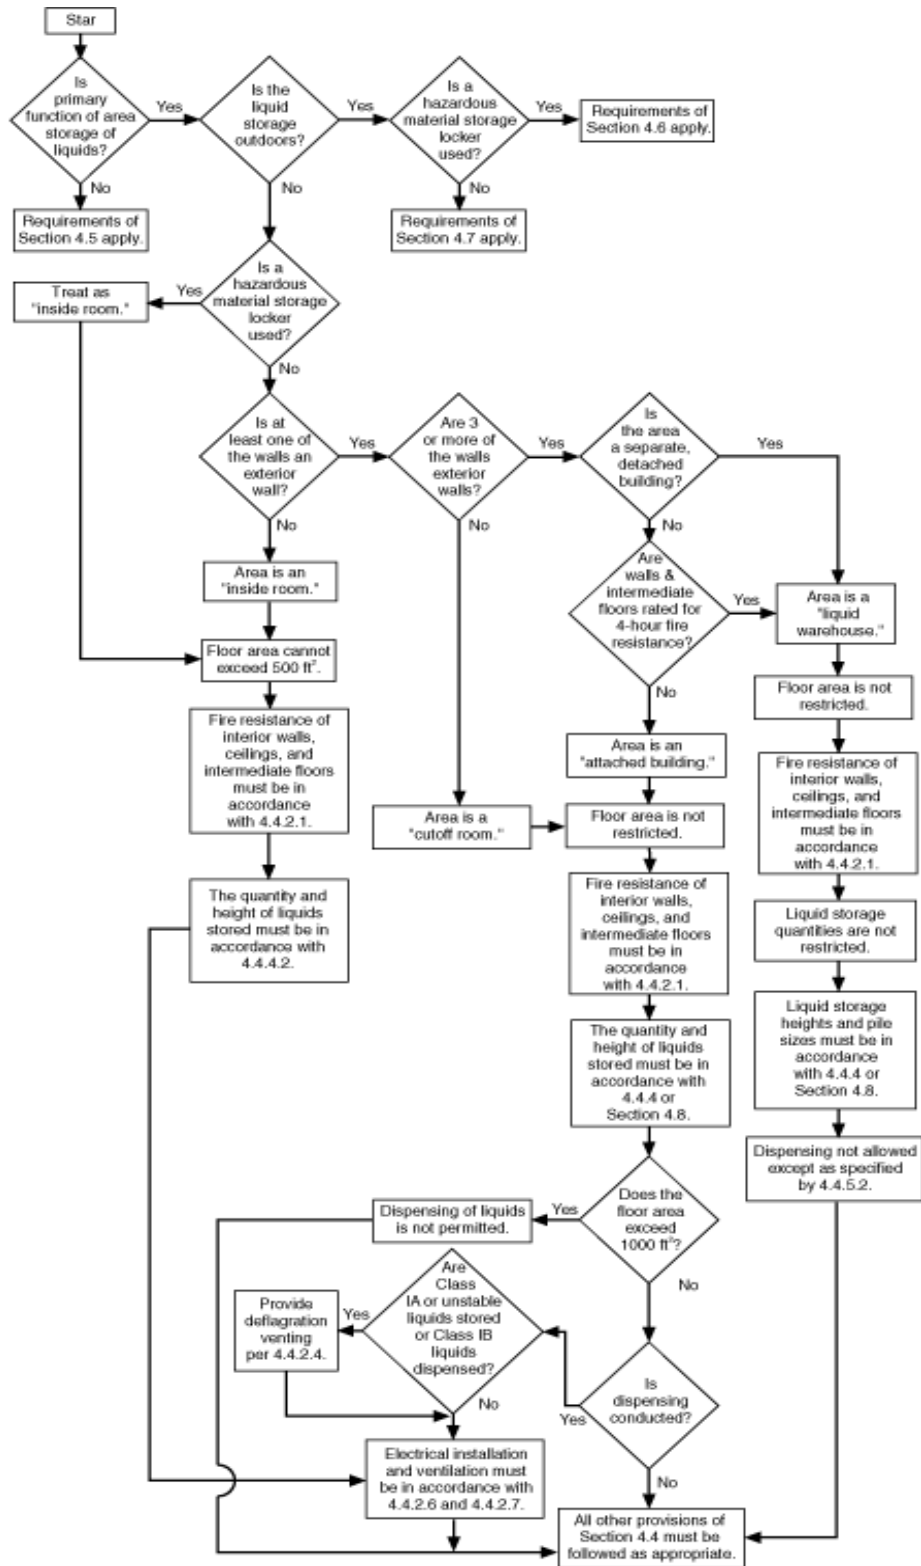 Star
Is
primary
function of area
storage of
liquids?
Yes
Is the
liquid
storage
outdoors?
Yes
Is a
hazardous
material storage
locker
used?
Yes
Requirements of
Section 4.6 apply.
No
No
No
Requirements of
Section 4.5 apply.
Requirements of
Section 4.7 apply.
Treat as
"inside room."
Yes
Is a
hazardous
material storage
locker
used?
No
Is at
least one of
the walls an
exterior
wall?
Yes
Are 3
or more of
the walls
exterior
walls?
Yes
Is
the area
a separate,
detached
building?
Yes
No
No
No
Area is an
"inside room."
Are
walls &
intermediate
floors rated for
4-hour fire
resistance?
Yes
Area is a
"liquid
warehouse."
Floor area cannot
exceed 500 ft².
No
Floor area is not
restricted.
Fire resistance of
interior walls,
ceilings, and
intermediate floors
must be in
accordance
with 4.4.2.1.
Area is an
"attached building."
Fire resistance of
interior walls,
ceilings, and
intermediate floors
must be in
accordance
with 4.4.2.1.
Area is a
"cutoff room."
Floor area is not
restricted.
The quantity and
height of liquids
stored must be in
accordance with
4.4.4.2.
Fire resistance of
interior walls,
ceilings, and
intermediate floors
must be in
accordance
with 4.4.2.1.
Liquid storage
quantities are not
restricted.
The quantity and
height of liquids
stored must be in
accordance with
4.4.4 or
Section 4.8.
Liquid storage
heights and pile
sizes must be in
accordance
with 4.4.4 or
Section 4.8.
Dispensing not allowed
except as specified
by 4.4.5.2.
Dispensing of liquids
is not permitted.
Yes
Does the
floor area
exceed
1000 ft²?
No
Provide
deflagration
venting
per 4.4.2.4.
Yes
Are
Class
IA or unstable
liquids stored
or Class IB
liquids
dispensed?
No
Yes
Is
dispensing
conducted?
No
Electrical installation
and ventilation must
be in accordance with
4.4.2.6 and 4.4.2.7.
All other provisions of
Section 4.4 must be
followed as appropriate.